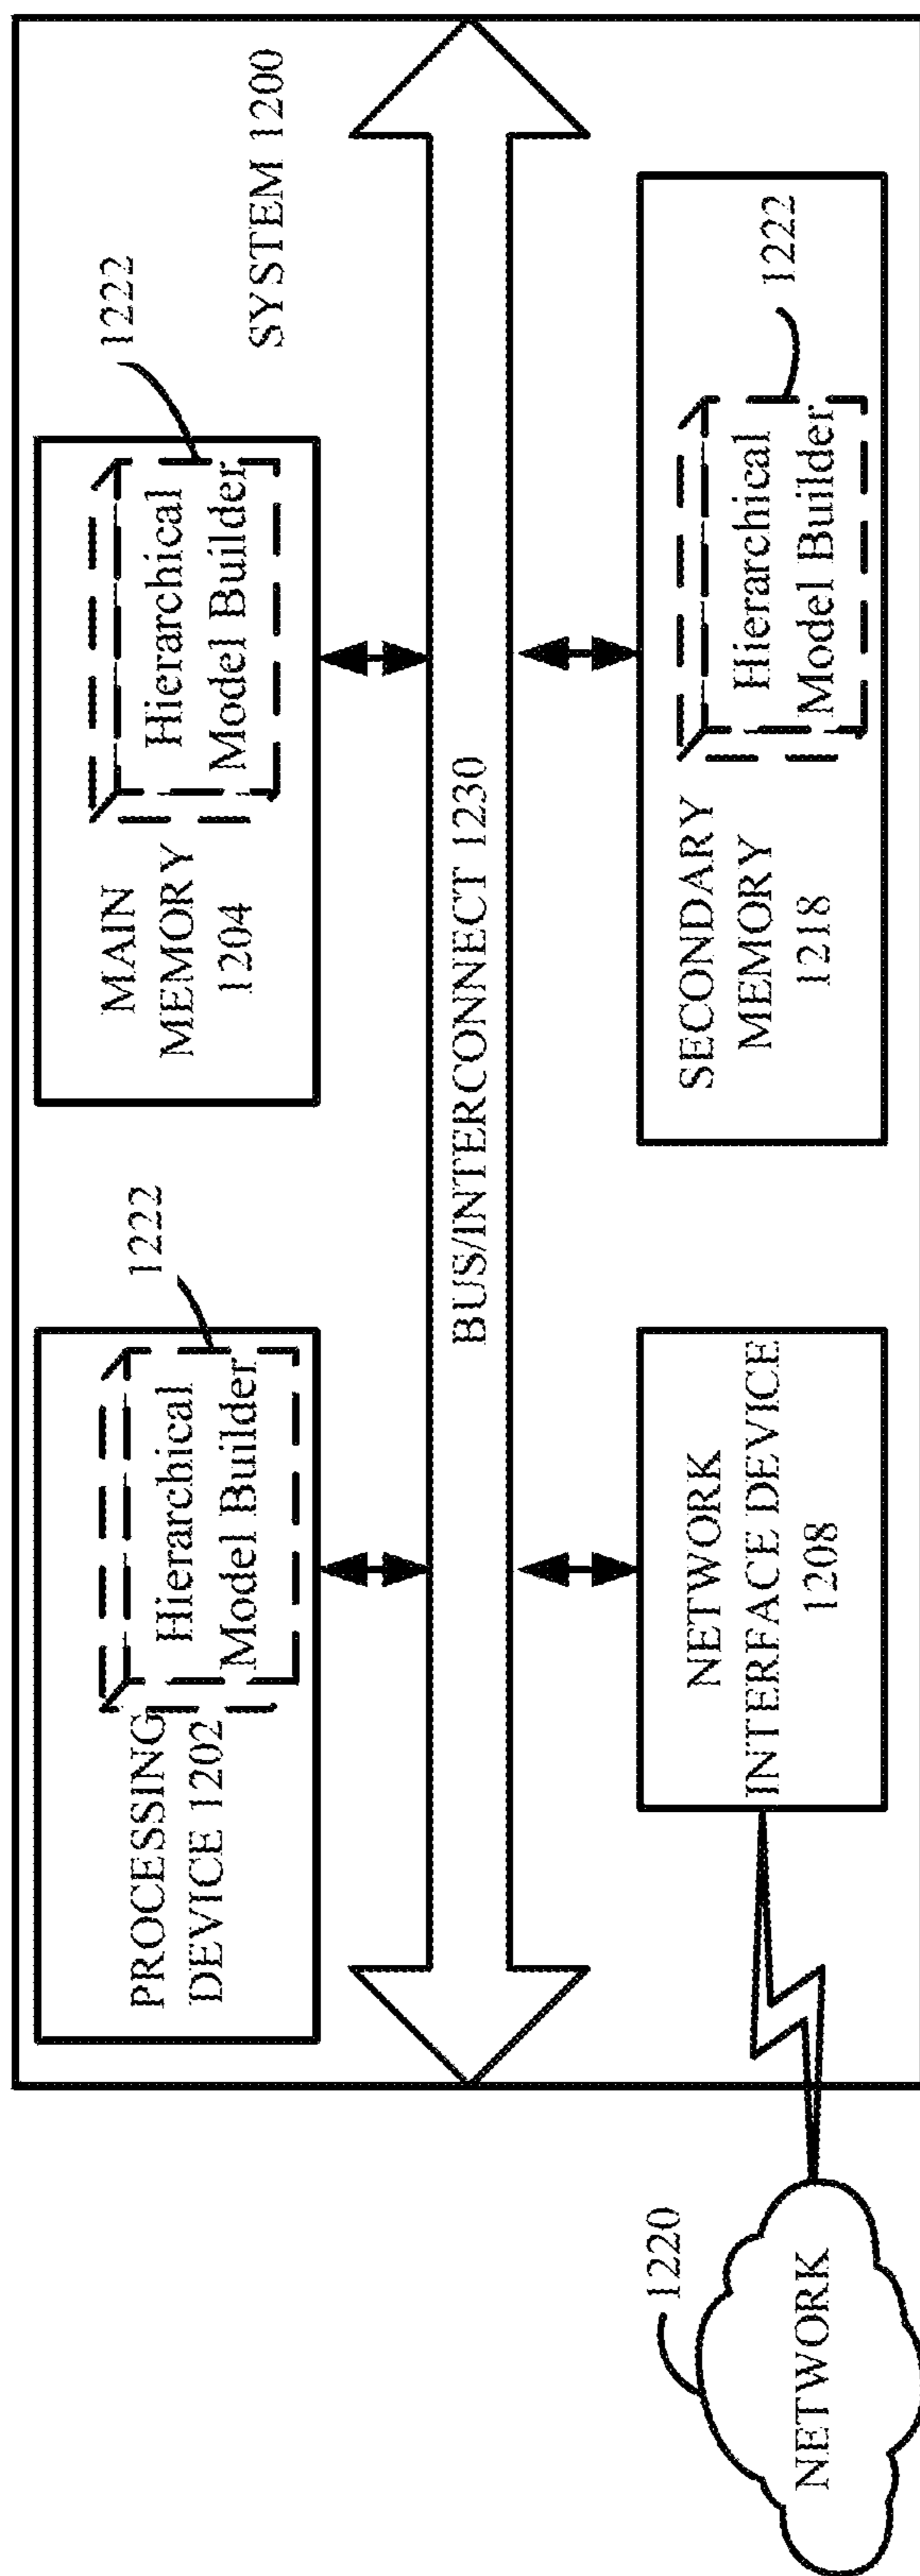 PROCESSING
DEVICE 1202
Hierarchical
Model Builder
1222
MAIN
MEMORY
1204
Hierarchical
Model Builder
1222
SYSTEM 1200
BUS/INTERCONNECT 1230
1220
NETWORK
NETWORK
INTERFACE DEVICE
1208
SECONDARY
MEMORY
1218
Hierarchical
Model Builder
1222